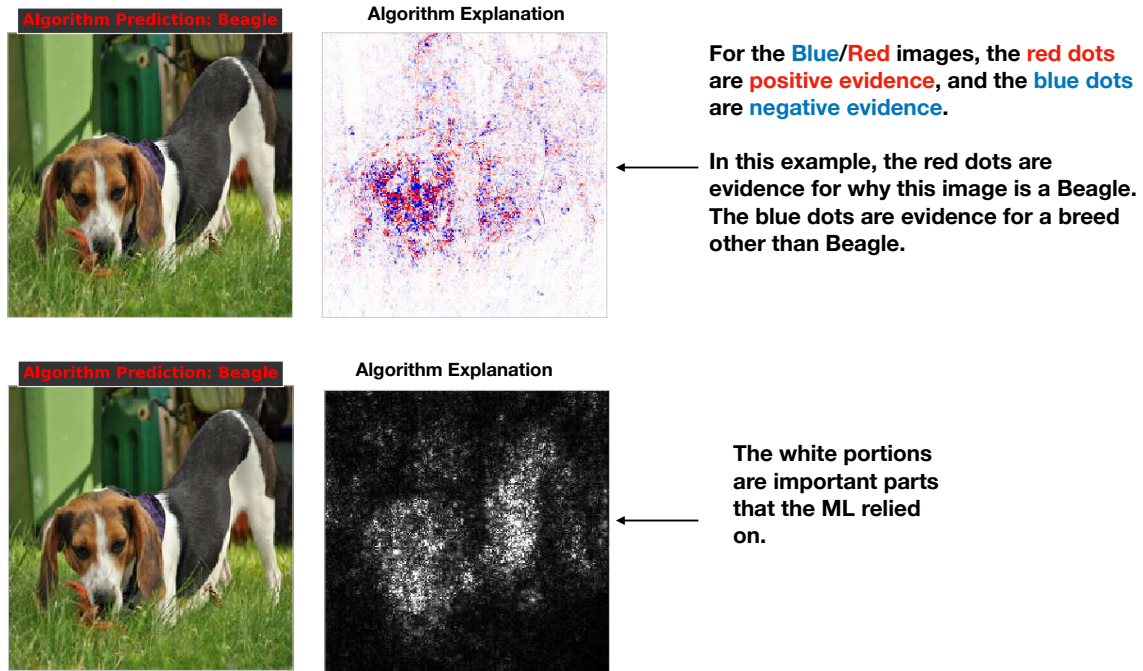 Algorithm Prediction: Beagle
Algorithm Explanation
For the Blue/Red images, the red dots
are positive evidence, and the blue dots
are negative evidence.
In this example, the red dots are
evidence for why this image is a Beagle.
The blue dots are evidence for a breed
other than Beagle.
Algorithm Prediction: Beagle
Algorithm Explanation
The white portions
are important parts
that the ML relied
on.